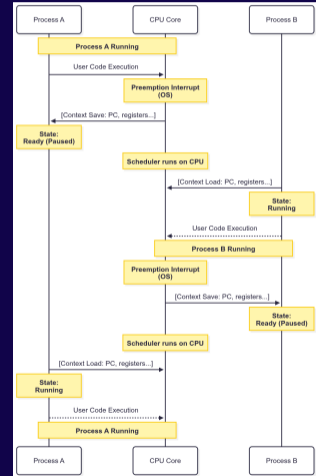 Process A
CPU Core
Process B
Process A Running
User Code Execution
Preemption Interrupt
(OS)
[Context Save: PC, registers...]
State:
Ready (Paused)
Scheduler runs on CPU
[Context Load: PC, registers...]
State:
Running
User Code Execution
Process B Running
Preemption Interrupt
(OS)
[Context Save: PC, registers...]
State:
Ready (Paused)
Scheduler runs on CPU
[Context Load: PC, registers...]
State:
Running
User Code Execution
Process A Running
Process A
CPU Core
Process B